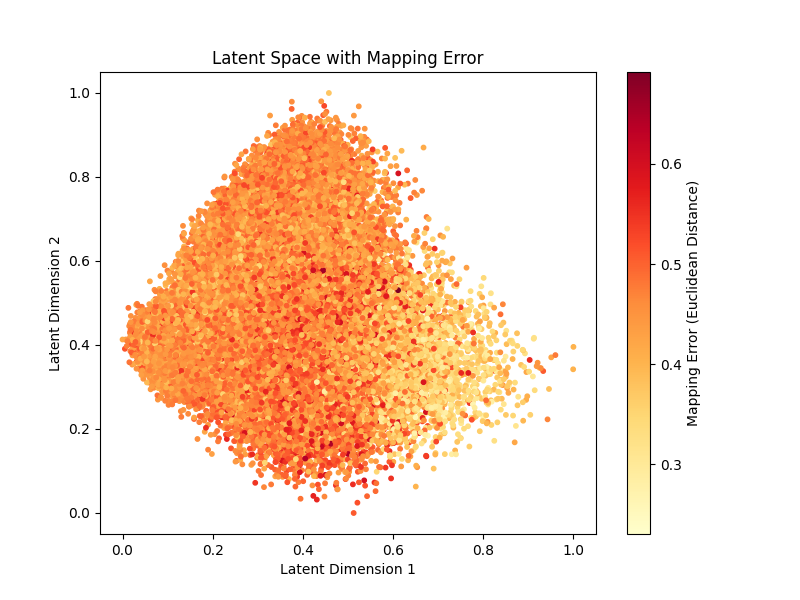 Latent Space with Mapping Error
1.0
0.8
0.6
0.4
0.2
0.0
Latent Dimension 2
0.0 0.2 0.4 0.6 0.8 1.0
Latent Dimension 1
0.6
0.5
0.4
0.3
Mapping Error (Euclidean Distance)